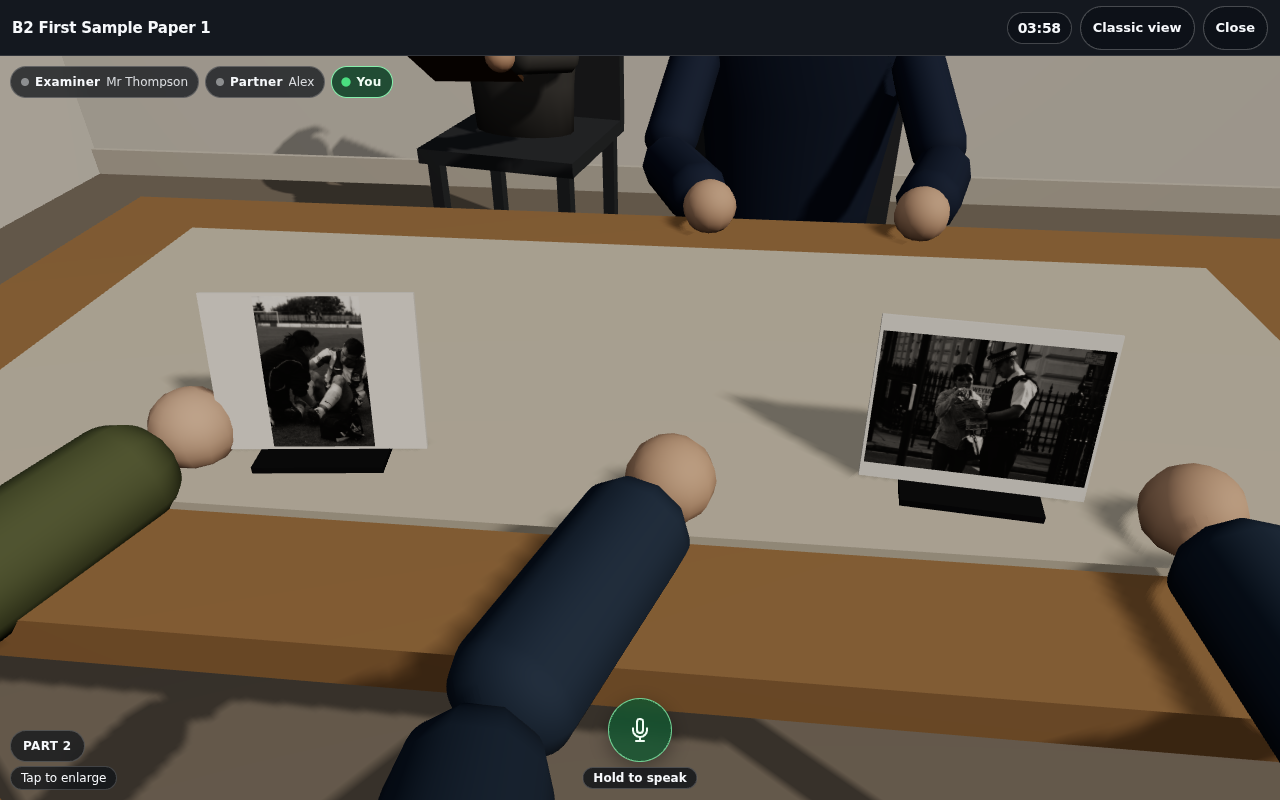 B2 First Sample Paper 1
03:58
Classic view
Close
Examiner Mr Thompson
Partner Alex
You
PART 2
Tap to enlarge
Hold to speak